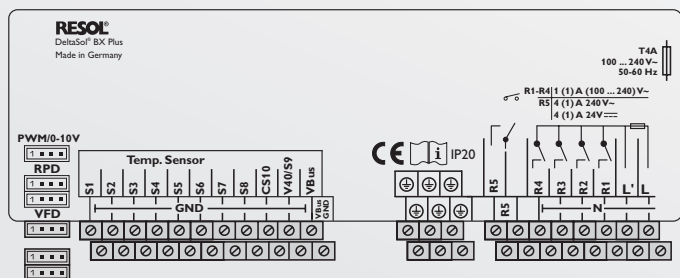 RESOL®
DeltaSol® BX Plus
Made in Germany
T4A
100 ... 240 V~
50-60 Hz
R1-R4 1 (1) A (100 ... 240) V~
R5 4 (1) A 240 V~
4 (1) A 24V
PWM/0-10V
1
RPD
1
1
VFD
1
1
1
Temp. Sensor
S1 S2 S3 S4 S5 S6 S7 S8 CS10 V40/S9 VBus
GND
VBus GND
CE i IP20
R5 R4 R3 R2 R1 L' L
R5
N